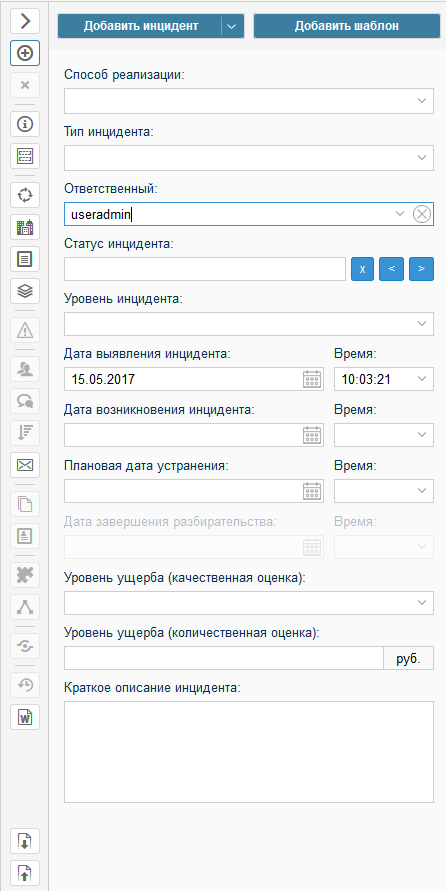 Добавить инцидент Добавить шаблон
Способ реализации:
Тип инцидента:
Ответственный:
useradmin
Статус инцидента:
x < >
Уровень инцидента:
Дата выявления инцидента: Время:
15.05.2017 10:03:21
Дата возникновения инцидента: Время:
Плановая дата устранения: Время:
Дата завершения разбирательства: Время:
Уровень ущерба (качественная оценка):
Уровень ущерба (количественная оценка):
руб.
Краткое описание инцидента:
W